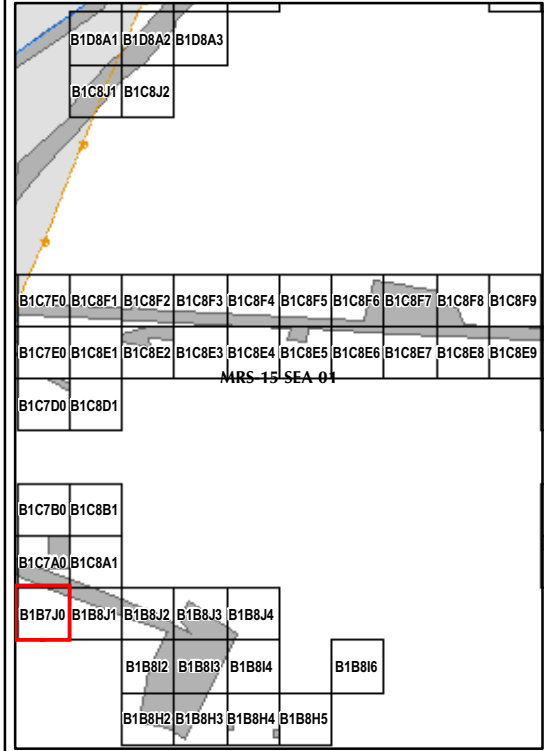 B1D8A1 B1D8A2 B1D8A3
B1C8J1 B1C8J2
B1C7F0 B1C8F1 B1C8F2 B1C8F3 B1C8F4 B1C8F5 B1C8F6 B1C8F7 B1C8F8 B1C8F9
B1C7E0 B1C8E1 B1C8E2 B1C8E3 B1C8E4 B1C8E5 B1C8E6 B1C8E7 B1C8E8 B1C8E9
MRS-15 SEA 01
B1C7D0 B1C8D1
B1C7B0 B1C8B1
B1C7A0 B1C8A1
B1B7J0 B1B8J1 B1B8J2 B1B8J3 B1B8J4
B1B8I2 B1B8I3 B1B8I4 B1B8I6
B1B8H2 B1B8H3 B1B8H4 B1B8H5